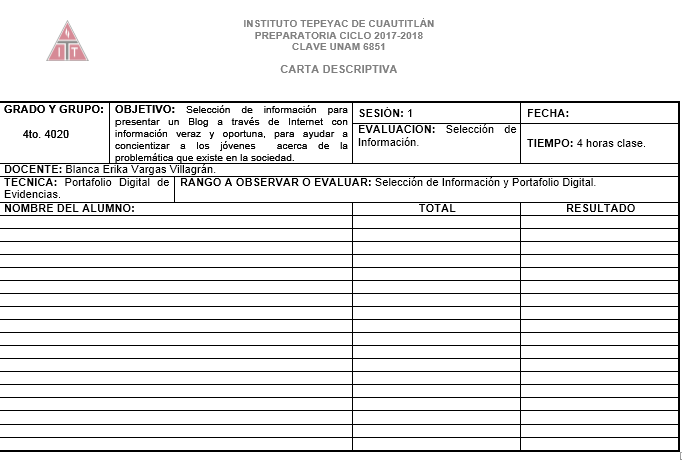 INSTITUTO TEPEYAC DE CUAUTITLÁN
PREPARATORIA CICLO 2017-2018
CLAVE UNAM 6851
CARTA DESCRIPTIVA
ITT
GRADO Y GRUPO:
4to. 4020
OBJETIVO: Selección de información para
presentar un Blog a través de Internet con
información veraz y oportuna, para ayudar a
concientizar a los jóvenes acerca de la
problemática que existe en la sociedad.
SESIÓN: 1
EVALUACION: Selección de
Información.
FECHA:
TIEMPO: 4 horas clase.
DOCENTE: Blanca Erika Vargas Villagrán.
TECNICA: Portafolio Digital de
Evidencias.
RANGO A OBSERVAR O EVALUAR: Selección de Información y Portafolio Digital.
NOMBRE DEL ALUMNO:
TOTAL
RESULTADO